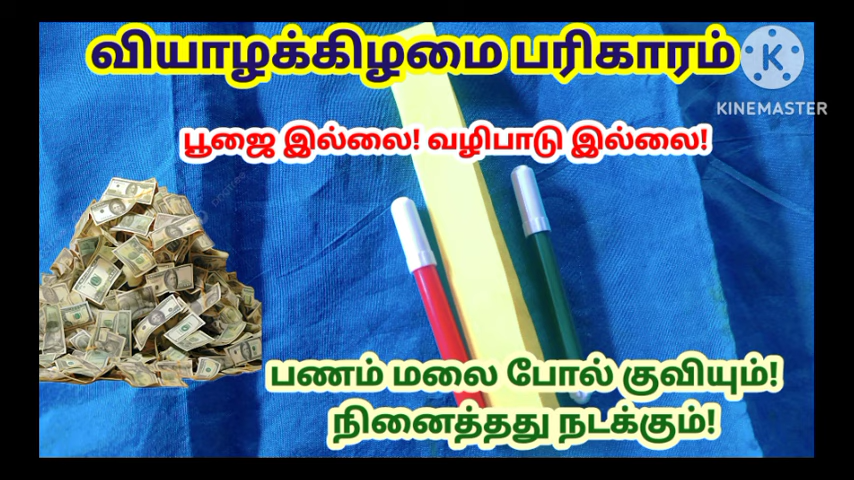 வியாழக்கிழமை பரிகாரம்
K
KINEMASTER
பூஜை இல்லை! வழிபாடு இல்லை!
பணம் மலை போல் குவியும்!
நினைத்தது நடக்கும்!